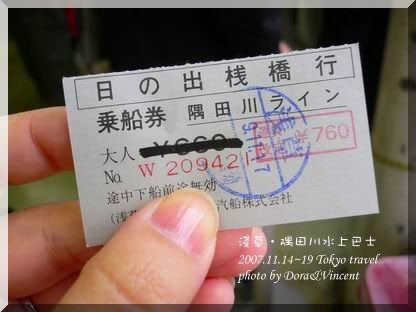 日の出桟橋行
乗船券 隅田川ライン
大人 ¥660 ¥760
No. W 209421
途中下船前途無効
汽船株式会社
淺草‧隅田川水上巴士
2007.11.14~19 Tokyo travel
photo by Dora&Vincent